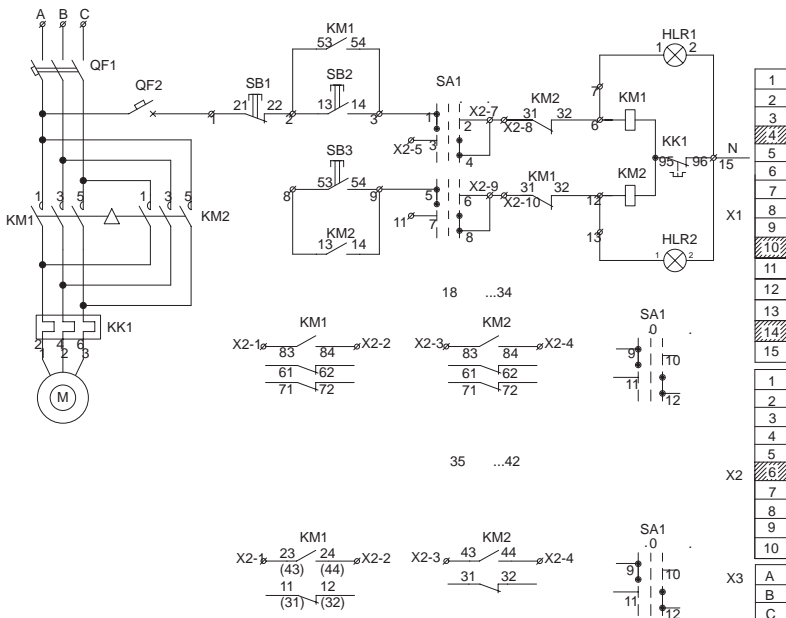 A B C
QF1
QF2
1
SB1
21 22
2
KM1
53 54
SB2
13 14
3
SA1
1
2
3
4
X2-5
X2-7
X2-8
KM2
31 32
6
7
HLR1
1 2
KM1
KK1
95 96
N
15
SB3
53 54
8
9
KM2
13 14
5
6
7
8
11
X2-9
X2-10
KM1
31 32
12
13
KM2
HLR2
1 2
KM1
1 3 5
1 3 5
KM2
KK1
2 4 6
1 2 3
M
18 ...34
KM1
X2-1 83 84 X2-2
61 62
71 72
KM2
X2-3 83 84 X2-4
61 62
71 72
SA1
.0 .
9
10
11
12
35 ...42
KM1
X2-1 23 24 X2-2
(43) (44)
11 12
(31) (32)
KM2
X2-3 43 44 X2-4
31 32
SA1
.0 .
9
10
11
12
X1
1
2
3
4
5
6
7
8
9
10
11
12
13
14
15
X2
1
2
3
4
5
6
7
8
9
10
X3
A
B
C